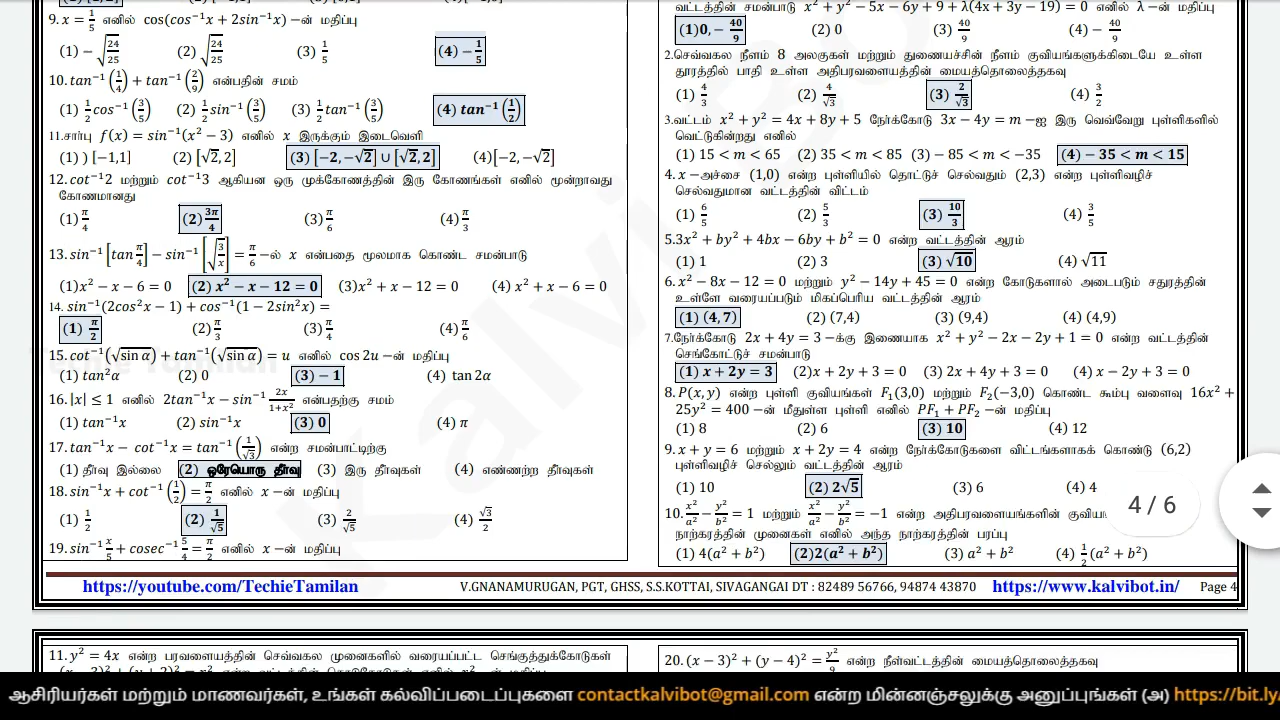 9. x = 1/5 எனில் cos(cos⁻¹x + 2sin⁻¹x) −ன் மதிப்பு
(1) −√(24/25) (2) √(24/25) (3) 1/5 (4) −1/5
10. tan⁻¹(1/4) + tan⁻¹(2/9) என்பதின் சமம்
(1) 1/2 cos⁻¹(3/5) (2) 1/2 sin⁻¹(3/5) (3) 1/2 tan⁻¹(3/5) (4) tan⁻¹(1/2)
11.சார்பு f(x) = sin⁻¹(x² − 3) எனில் x இருக்கும் இடைவெளி
(1) ) [−1,1] (2) [√2, 2] (3) [−2, −√2] ∪ [√2, 2] (4)[−2, −√2]
12. cot⁻¹2 மற்றும் cot⁻¹3 ஆகியன ஒரு முக்கோணத்தின் இரு கோணங்கள் எனில் மூன்றாவது
கோணமானது
(1) π/4 (2) 3π/4 (3) π/6 (4) π/3
13. sin⁻¹[tan π/4] − sin⁻¹[√(3/x)] = π/6 −ல் x என்பதை மூலமாக கொண்ட சமன்பாடு
(1)x² − x − 6 = 0 (2) x² − x − 12 = 0 (3)x² + x − 12 = 0 (4) x² + x − 6 = 0
14. sin⁻¹(2cos²x − 1) + cos⁻¹(1 − 2sin²x) =
(1) π/2 (2) π/3 (3) π/4 (4) π/6
15. cot⁻¹(√sin α) + tan⁻¹(√sin α) = u எனில் cos 2u −ன் மதிப்பு
(1) tan²α (2) 0 (3) − 1 (4) tan 2α
16. |x| ≤ 1 எனில் 2tan⁻¹x − sin⁻¹ 2x/(1+x²) என்பதற்கு சமம்
(1) tan⁻¹x (2) sin⁻¹x (3) 0 (4) π
17. tan⁻¹x − cot⁻¹x = tan⁻¹(1/√3) என்ற சமன்பாட்டிற்கு
(1) தீர்வு இல்லை (2) ஒரேயொரு தீர்வு (3) இரு தீர்வுகள் (4) எண்ணற்ற தீர்வுகள்
18. sin⁻¹x + cot⁻¹(1/2) = π/2 எனில் x −ன் மதிப்பு
(1) 1/2 (2) 1/√5 (3) 2/√5 (4) √3/2
19. sin⁻¹ x/5 + cosec⁻¹ 5/4 = π/2 எனில் x −ன் மதிப்பு
வட்டத்தின் சமன்பாடு x² + y² − 5x − 6y + 9 + λ(4x + 3y − 19) = 0 எனில் λ −ன் மதிப்பு
(1)0, − 40/9 (2) 0 (3) 40/9 (4) − 40/9
2.செவ்வகல நீளம் 8 அலகுகள் மற்றும் துணையச்சின் நீளம் குவியங்களுக்கிடையே உள்ள
தூரத்தில் பாதி உள்ள அதிபரவளையத்தின் மையத்தொலைத்தகவு
(1) 4/3 (2) 4/√3 (3) 2/√3 (4) 3/2
3.வட்டம் x² + y² = 4x + 8y + 5 நேர்க்கோடு 3x − 4y = m −ஐ இரு வெவ்வேறு புள்ளிகளில்
வெட்டுகின்றது எனில்
(1) 15 < m < 65 (2) 35 < m < 85 (3) − 85 < m < −35 (4) − 35 < m < 15
4. x −அச்சை (1,0) என்ற புள்ளியில் தொட்டுச் செல்வதும் (2,3) என்ற புள்ளிவழிச்
செல்வதுமான வட்டத்தின் விட்டம்
(1) 6/5 (2) 5/3 (3) 10/3 (4) 3/5
5.3x² + by² + 4bx − 6by + b² = 0 என்ற வட்டத்தின் ஆரம்
(1) 1 (2) 3 (3) √10 (4) √11
6. x² − 8x − 12 = 0 மற்றும் y² − 14y + 45 = 0 என்ற கோடுகளால் அடைபடும் சதுரத்தின்
உள்ளே வரையப்படும் மிகப்பெரிய வட்டத்தின் ஆரம்
(1) (4, 7) (2) (7,4) (3) (9,4) (4) (4,9)
7.நேர்க்கோடு 2x + 4y = 3 −க்கு இணையாக x² + y² − 2x − 2y + 1 = 0 என்ற வட்டத்தின்
செங்கோட்டுச் சமன்பாடு
(1) x + 2y = 3 (2)x + 2y + 3 = 0 (3) 2x + 4y + 3 = 0 (4) x − 2y + 3 = 0
8. P(x, y) என்ற புள்ளி குவியங்கள் F₁(3,0) மற்றும் F₂(−3,0) கொண்ட கூம்பு வளைவு 16x² +
25y² = 400 −ன் மீதுள்ள புள்ளி எனில் PF₁ + PF₂ −ன் மதிப்பு
(1) 8 (2) 6 (3) 10 (4) 12
9. x + y = 6 மற்றும் x + 2y = 4 என்ற நேர்க்கோடுகளை விட்டங்களாகக் கொண்டு (6,2)
புள்ளிவழிச் செல்லும் வட்டத்தின் ஆரம்
(1) 10 (2) 2√5 (3) 6 (4) 4
10. x²/a² − y²/b² = 1 மற்றும் x²/a² − y²/b² = −1 என்ற அதிபரவளையங்களின் குவிய
நாற்கரத்தின் முனைகள் எனில் அந்த நாற்கரத்தின் பரப்பு
(1) 4(a² + b²) (2)2(a² + b²) (3) a² + b² (4) 1/2 (a² + b²)
4 / 6
https://youtube.com/TechieTamilan V.GNANAMURUGAN, PGT, GHSS, S.S.KOTTAI, SIVAGANGAI DT : 82489 56766, 94874 43870 https://www.kalvibot.in/ Page 4
11. y² = 4x என்ற பரவளையத்தின் செவ்வகல முனைகளில் வரையப்பட்ட செங்குத்துக்கோடுகள்
20. (x − 3)² + (y − 4)² = y²/9 என்ற நீள்வட்டத்தின் மையத்தொலைத்தகவு
ஆசிரியர்கள் மற்றும் மாணவர்கள், உங்கள் கல்விப்படைப்புகளை contactkalvibot@gmail.com என்ற மின்னஞ்சலுக்கு அனுப்புங்கள் (அ) https://bit.ly/